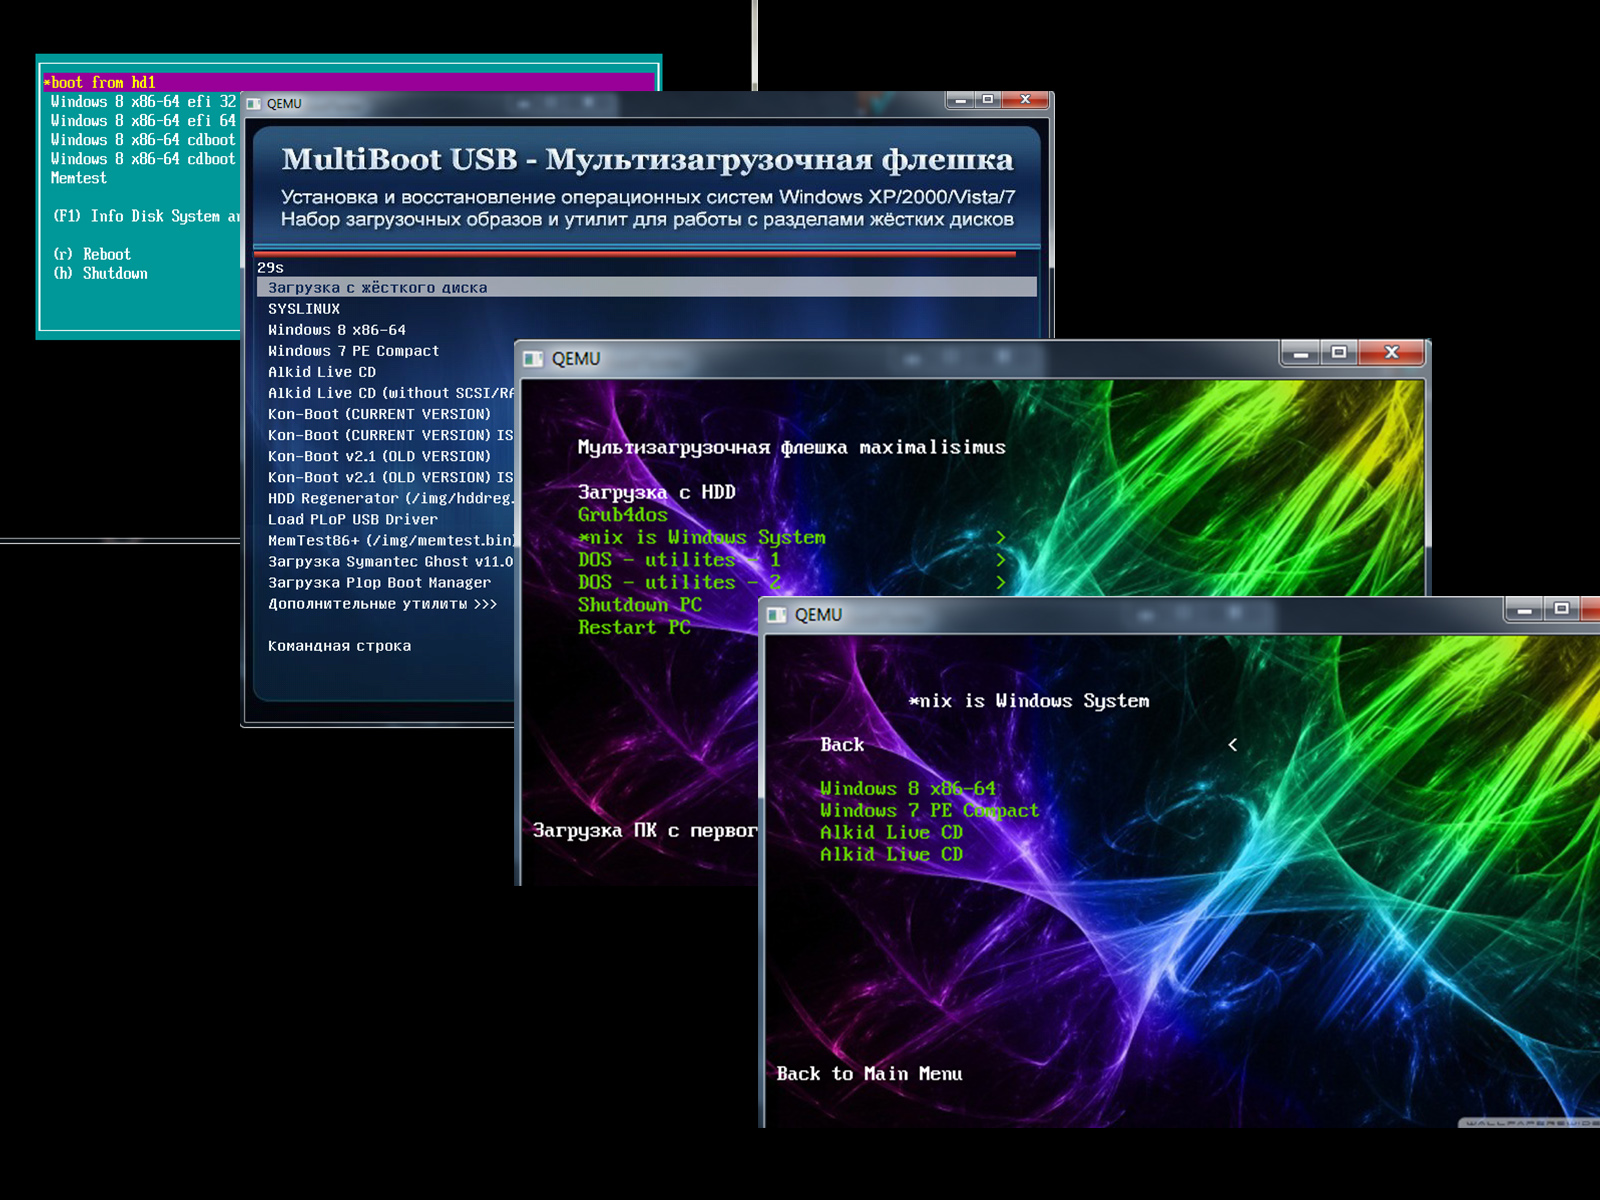 *boot from hd1
Windows 8 x86-64 efi 32
Windows 8 x86-64 efi 64
Windows 8 x86-64 cdboot
Windows 8 x86-64 cdboot
Memtest
(F1) Info Disk System
(r) Reboot
(h) Shutdown
QEMU
MultiBoot USB - Мультизагрузочная флешка
Установка и восстановление операционных систем Windows XP/2000/Vista/7
Набор загрузочных образов и утилит для работы с разделами жёстких дисков
29s
Загрузка с жёсткого диска
SYSLINUX
Windows 8 x86-64
Windows 7 PE Compact
Alkid Live CD
Alkid Live CD (without SCSI/RA
Kon-Boot (CURRENT VERSION)
Kon-Boot (CURRENT VERSION) IS
Kon-Boot v2.1 (OLD VERSION)
Kon-Boot v2.1 (OLD VERSION) IS
HDD Regenerator (/img/hddreg.
Load PLoP USB Driver
MemTest86+ (/img/memtest.bin)
Загрузка Symantec Ghost v11.0
Загрузка Plop Boot Manager
Дополнительные утилиты >>>
Командная строка
QEMU
Мультизагрузочная флешка maximalisimus
Загрузка с HDD
Grub4dos
*nix is Windows System >
DOS - utilites - 1 >
DOS - utilites - 2 >
Shutdown PC
Restart PC
Загрузка ПК с первог
QEMU
*nix is Windows System
Back <
Windows 8 x86-64
Windows 7 PE Compact
Alkid Live CD
Alkid Live CD
Back to Main Menu